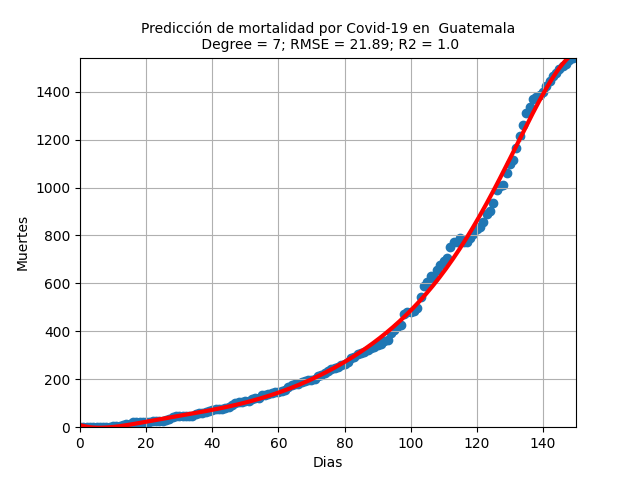 Predicción de mortalidad por Covid-19 en  Guatemala
Degree = 7; RMSE = 21.89; R2 = 1.0
Muertes
1400
1200
1000
800
600
400
200
0
0 20 40 60 80 100 120 140
Dias